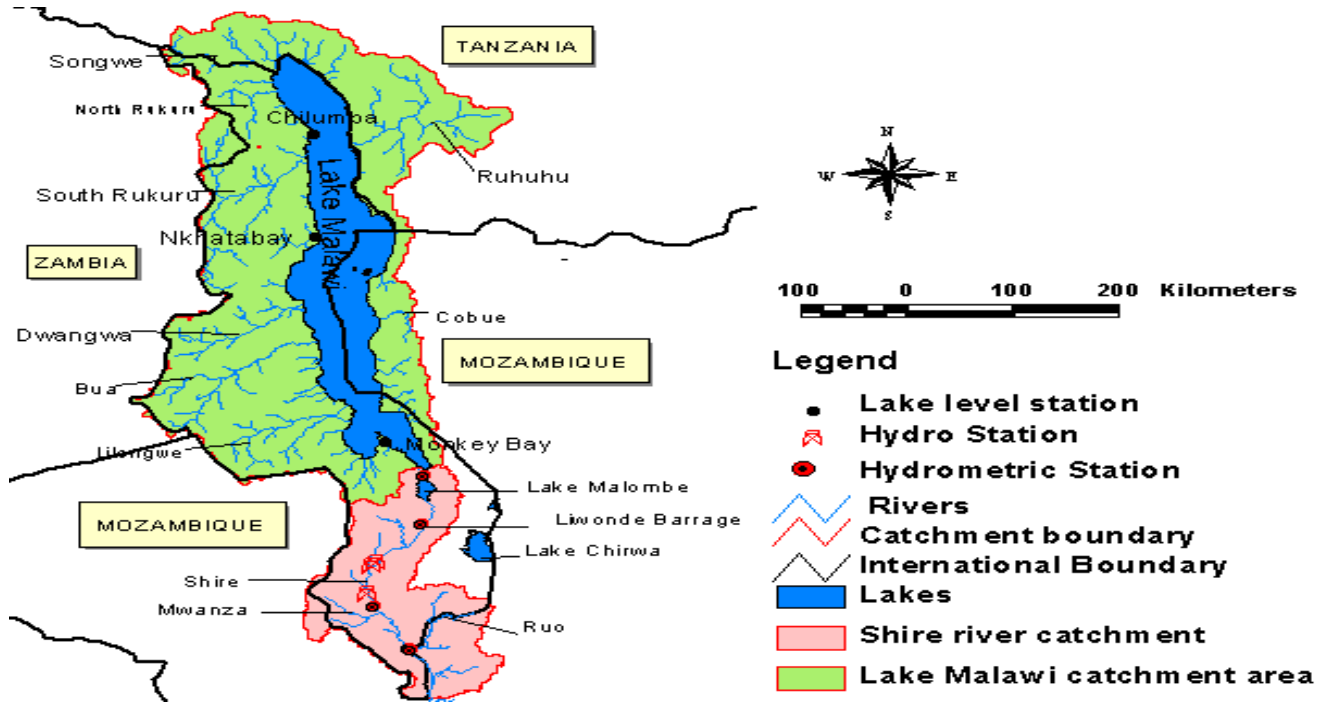 TANZANIA
Songwe
North Rukuru
Chilumba
Ruhuhu
South Rukuru
Lake Malawi
Nkhatabay
ZAMBIA
Cobue
Dwangwa
MOZAMBIQUE
Bua
Lilongwe
Monkey Bay
Lake Malombe
MOZAMBIQUE
Liwonde Barrage
Lake Chirwa
Shire
Mwanza
Ruo
N
W E
S
100 0 100 200 Kilometers
Legend
Lake level station
Hydro Station
Hydrometric Station
Rivers
Catchment boundary
International Boundary
Lakes
Shire river catchment
Lake Malawi catchment area